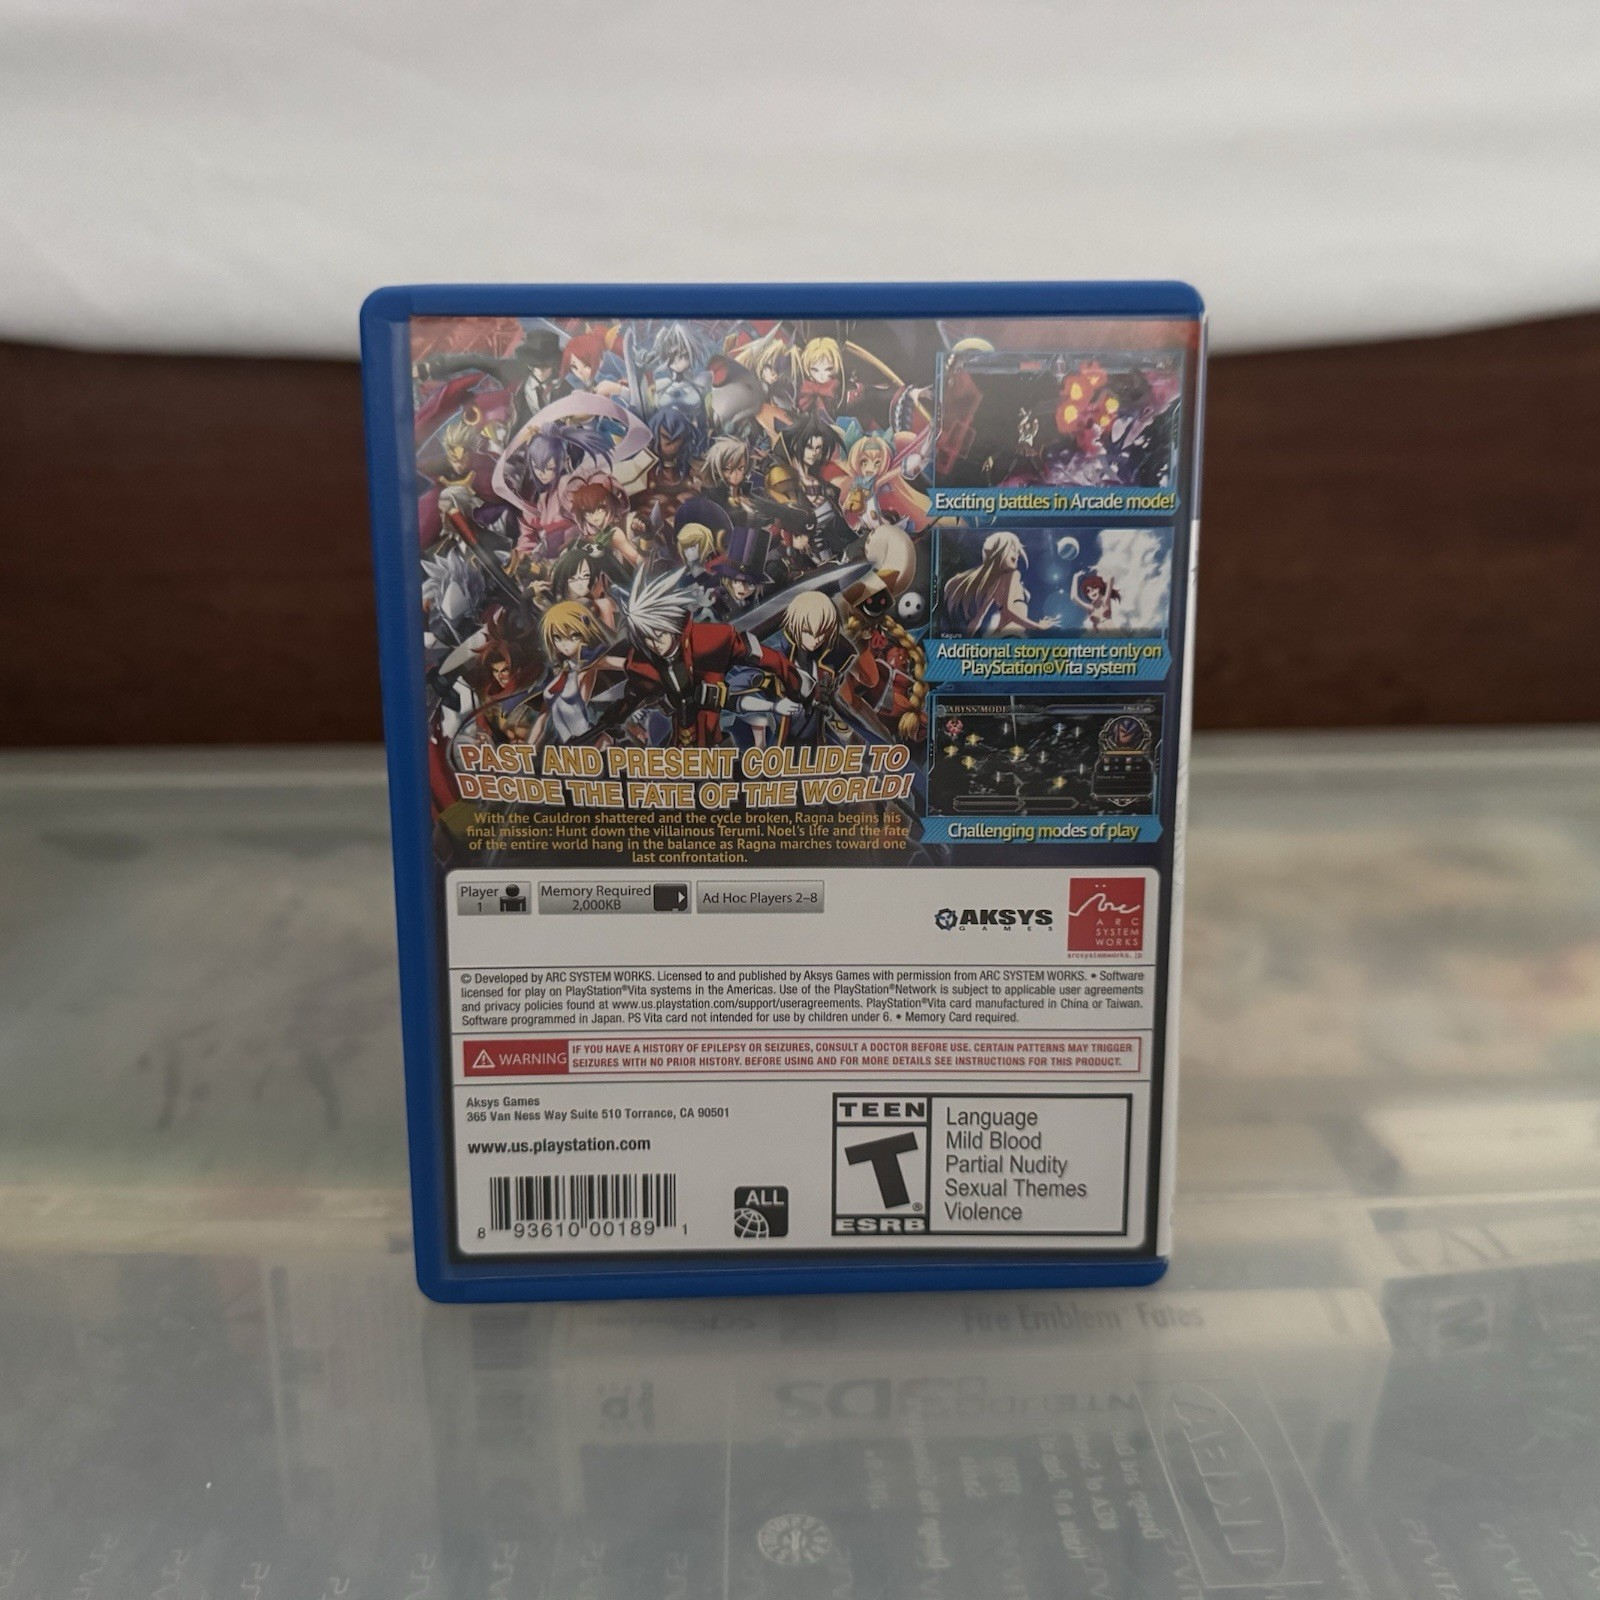 Exciting battles in Arcade mode!
Kagura
Additional story content only on
PlayStation®Vita system
ABYSS MODE
Challenging modes of play
PAST AND PRESENT COLLIDE TO
DECIDE THE FATE OF THE WORLD!
With the Cauldron shattered and the cycle broken, Ragna begins his
final mission: Hunt down the villainous Terumi. Noel's life and the fate
of the entire world hang in the balance as Ragna marches toward one
last confrontation.
Player
1
Memory Required
2,000KB
Ad Hoc Players 2–8
AKSYS
GAMES
Arc
ARC
SYSTEM
WORKS
arcsystemworks.jp
© Developed by ARC SYSTEM WORKS. Licensed to and published by Aksys Games with permission from ARC SYSTEM WORKS. • Software
licensed for play on PlayStation®Vita systems in the Americas. Use of the PlayStation®Network is subject to applicable user agreements
and privacy policies found at www.us.playstation.com/support/useragreements. PlayStation®Vita card manufactured in China or Taiwan.
Software programmed in Japan. PS Vita card not intended for use by children under 6. • Memory Card required.
WARNING
IF YOU HAVE A HISTORY OF EPILEPSY OR SEIZURES, CONSULT A DOCTOR BEFORE USE. CERTAIN PATTERNS MAY TRIGGER
SEIZURES WITH NO PRIOR HISTORY. BEFORE USING AND FOR MORE DETAILS SEE INSTRUCTIONS FOR THIS PRODUCT.
Aksys Games
365 Van Ness Way Suite 510 Torrance, CA 90501
www.us.playstation.com
8 93610 00189 1
ALL
TEEN
T
®
ESRB
Language
Mild Blood
Partial Nudity
Sexual Themes
Violence
Fire Emblem Fates